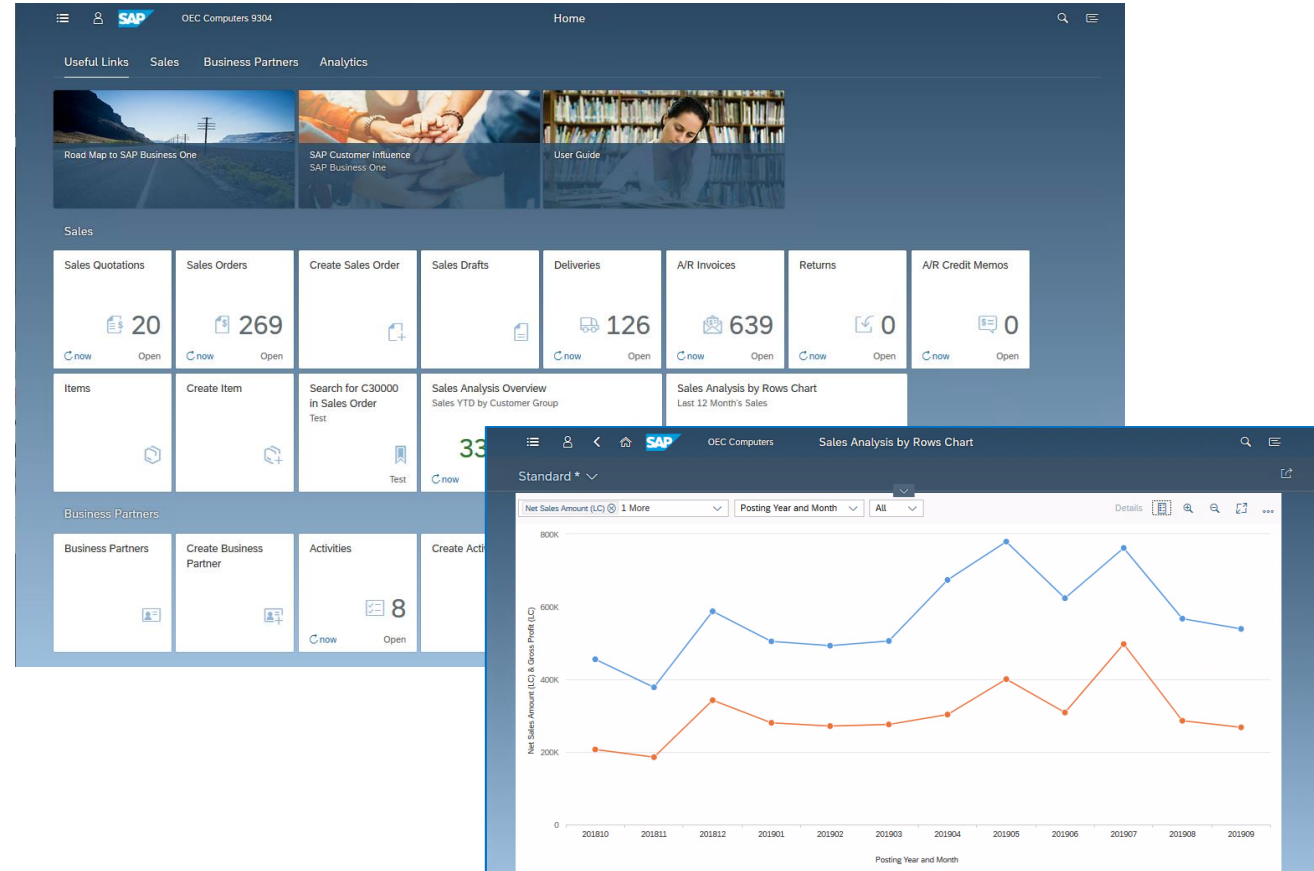 SAP OEC Computers 9304 Home
Useful Links Sales Business Partners Analytics
Road Map to SAP Business One
SAP Customer Influence
SAP Business One
User Guide
Sales
Sales Quotations
20
now Open
Sales Orders
269
now Open
Create Sales Order
Sales Drafts
Deliveries
126
now Open
A/R Invoices
639
now Open
Returns
0
now Open
A/R Credit Memos
0
now Open
Items
Create Item
Search for C30000
in Sales Order
Test
Test
Sales Analysis Overview
Sales YTD by Customer Group
33
now
Sales Analysis by Rows Chart
Last 12 Month's Sales
Business Partners
Business Partners
Create Business
Partner
Activities
8
now Open
Create Acti
SAP OEC Computers Sales Analysis by Rows Chart
Standard *
Net Sales Amount (LC) 1 More Posting Year and Month All Details
Net Sales Amount (LC) & Gross Profit (LC)
800K
600K
400K
200K
0
201810 201811 201812 201901 201902 201903 201904 201905 201906 201907 201908 201909
Posting Year and Month